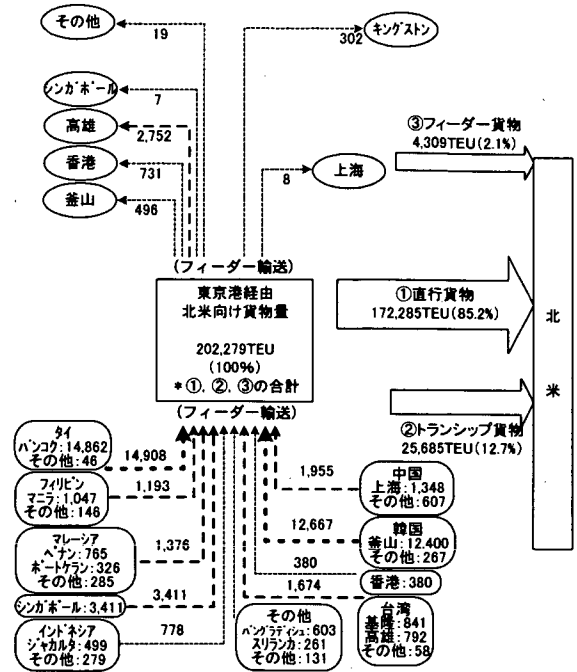 その他
19
キングストン
302
シンガポール
7
高雄
2,752
香港
731
釜山
496
上海
8
③フィーダー貨物
4,309TEU(2.1%)
(フィーダー輸送)
東京港経由
北米向け貨物量
202,279TEU
(100%)
*①,②,③の合計
(フィーダー輸送)
①直行貨物
172,285TEU(85.2%)
北
米
②トランシップ貨物
25,685TEU(12.7%)
タイ
バンコク:14,862
その他:46
14,908
フィリピン
マニラ:1,047
その他:146
1,193
マレーシア
ペナン:765
ポートケラン:326
その他:285
1,376
シンガポール:3,411
3,411
インドネシア
ジャカルタ:499
その他:279
778
その他
バングラディシュ:603
スリランカ:261
その他:131
1,955
中国
上海:1,348
その他:607
12,667
韓国
釜山:12,400
その他:267
380
香港:380
1,674
台湾
基隆:841
高雄:792
その他:58